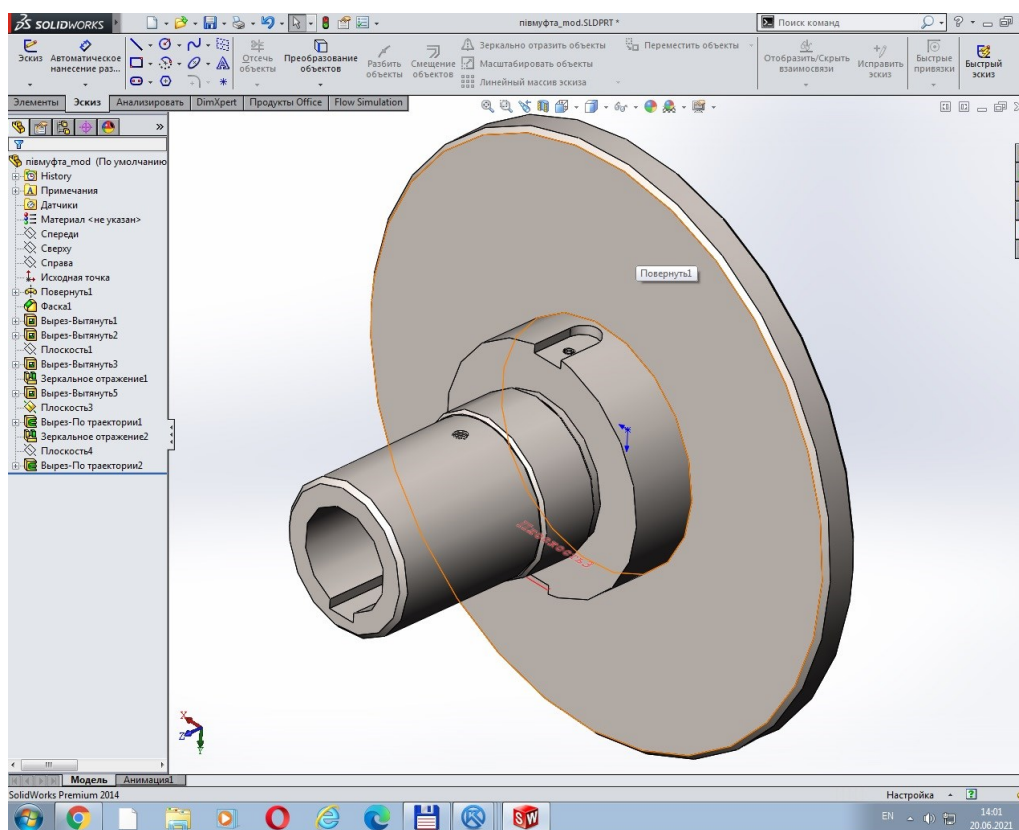 SOLIDWORKS
півмуфта_mod.SLDPRT *
Поиск команд
Эскиз
Автоматическое нанесение раз...
Отсечь объекты
Преобразование объектов
Разбить объекты
Смещение объектов
Зеркально отразить объекты
Масштабировать объекты
Линейный массив эскиза
Переместить объекты
Отобразить/Скрыть взаимосвязи
Исправить эскиз
Быстрые привязки
Быстрый эскиз
Элементы
Эскиз
Анализировать
DimXpert
Продукты Office
Flow Simulation
півмуфта_mod (По умолчанию
History
Примечания
Датчики
Материал <не указан>
Спереди
Сверху
Справа
Исходная точка
Повернуть1
Фаска1
Вырез-Вытянуть1
Вырез-Вытянуть2
Плоскость1
Вырез-Вытянуть3
Зеркальное отражение1
Вырез-Вытянуть5
Плоскость3
Вырез-По траектории1
Зеркальное отражение2
Плоскость4
Вырез-По траектории2
Повернуть1
Плоскость3
X
Z
Y
Модель
Анимация1
SolidWorks Premium 2014
Настройка
EN
14:01
20.06.2021